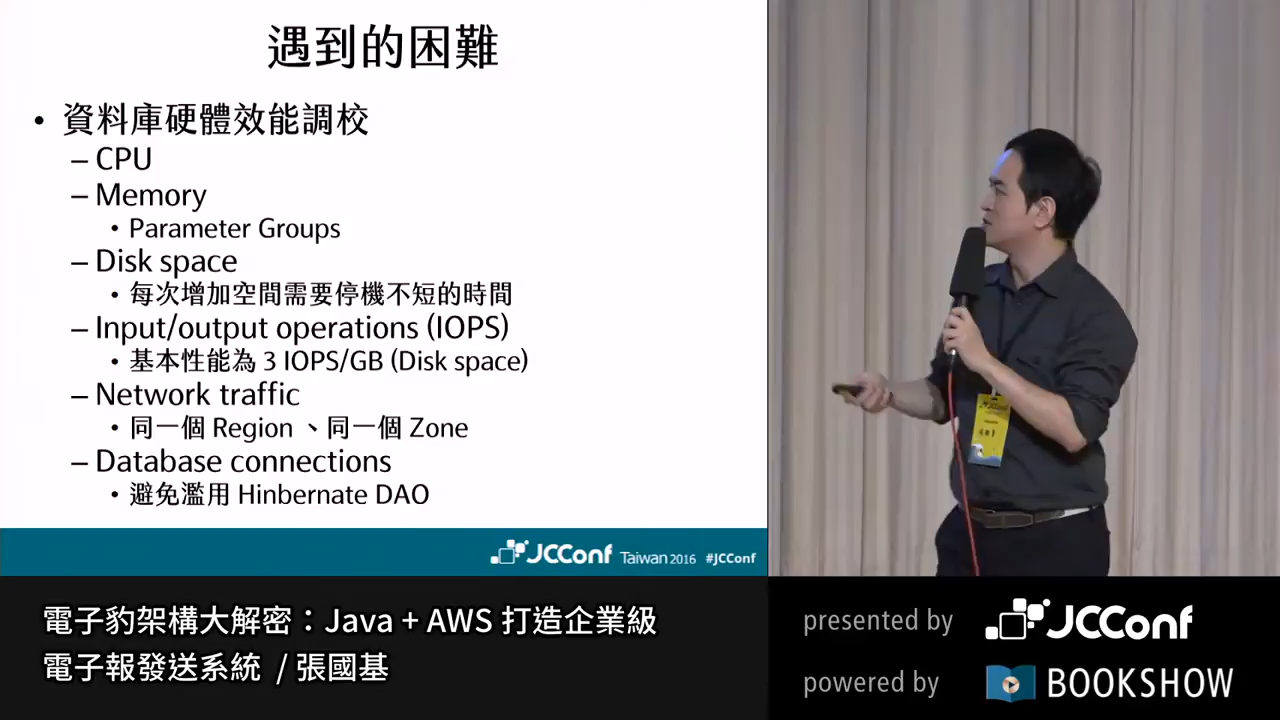 遇到的困難
• 資料庫硬體效能調校
– CPU
– Memory
• Parameter Groups
– Disk space
• 每次增加空間需要停機不短的時間
– Input/output operations (IOPS)
• 基本性能為 3 IOPS/GB (Disk space)
– Network traffic
• 同一個 Region 、同一個 Zone
– Database connections
• 避免濫用 Hinbernate DAO
JCConf Taiwan 2016 #JCConf
電子豹架構大解密：Java + AWS 打造企業級
電子報發送系統 / 張國基
presented by JCConf
powered by BOOKSHOW